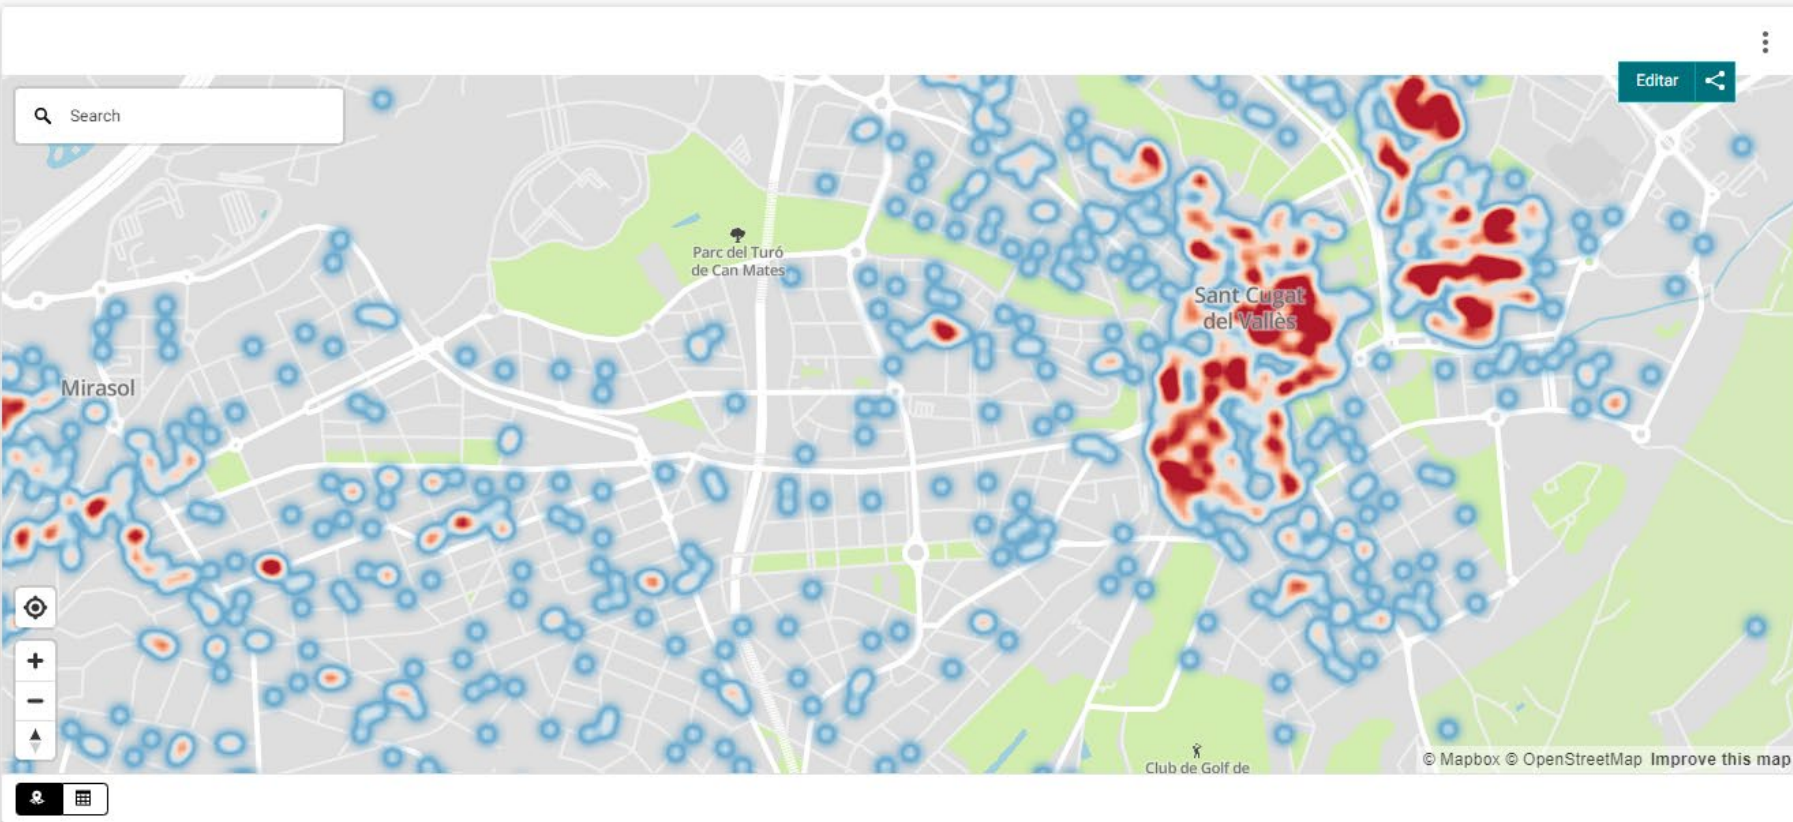 Editar
Search
Parc del Turó
de Can Mates
Sant Cugat
del Vallès
Mirasol
Club de Golf de
© Mapbox © OpenStreetMap Improve this map